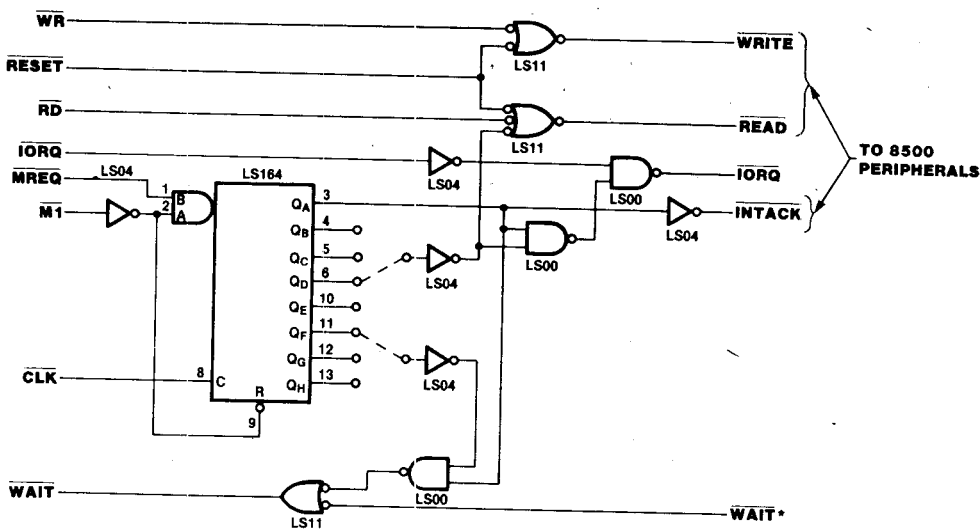 WR
LS11
WRITE
RESET
RD
LS11
READ
TO 8500
PERIPHERALS
IORQ
LS04
LS00
IORQ
MREQ
LS04
LS164
1
B
2
A
M1
QA 3
LS04
INTACK
QB 4
LS00
QC 5
QD 6
LS04
QE 10
QF 11
QG 12
LS04
QH 13
CLK
8
C
R
9
WAIT
LS11
LS00
WAIT*